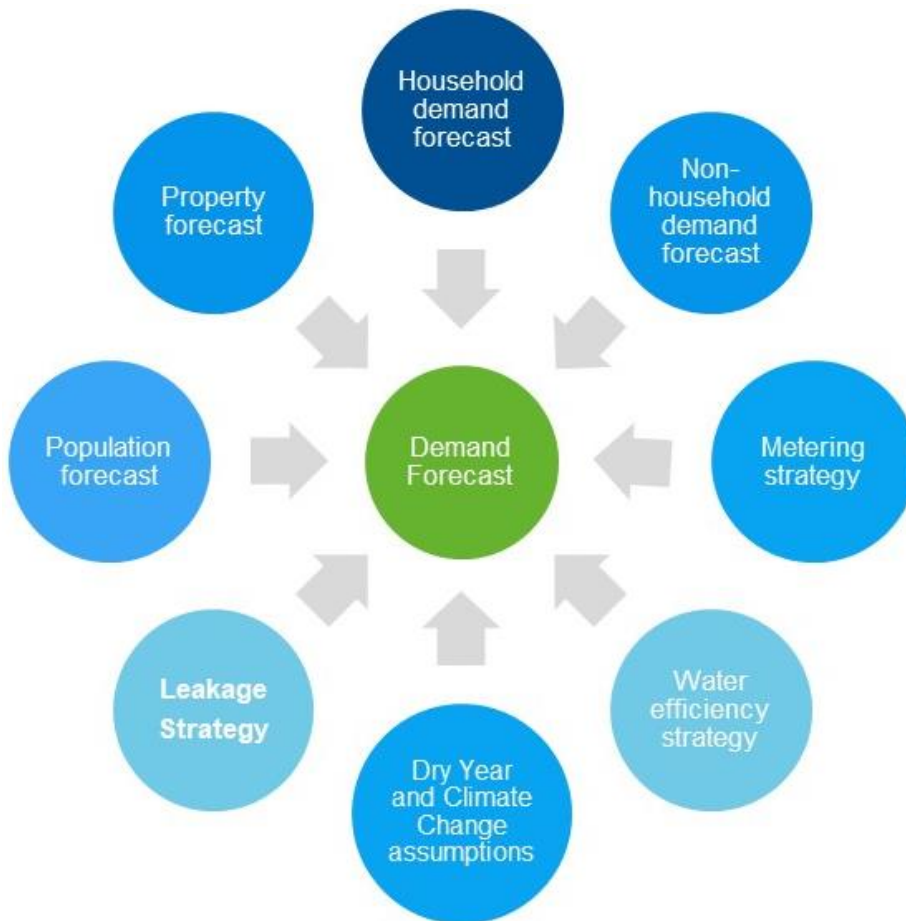 Household
demand
forecast
Non-
household
demand
forecast
Metering
strategy
Water
efficiency
strategy
Dry Year
and Climate
Change
assumptions
Leakage
Strategy
Population
forecast
Property
forecast
Demand
Forecast